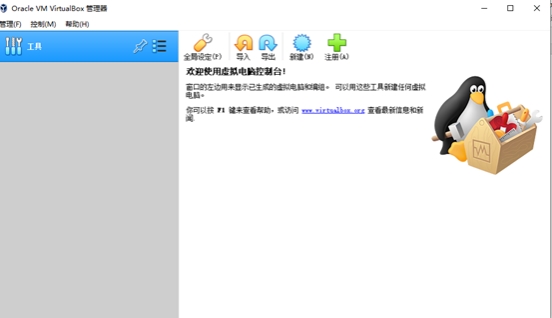 Oracle VM VirtualBox 管理器
管理(F) 控制(M) 帮助(H)
工具
全局设定(P) 导入 导出 新建(N) 注册(A)
欢迎使用虚拟电脑控制台!
窗口的左边用来显示已生成的虚拟电脑和编组。 可以用这些工具新建任何虚拟
电脑。
你可以按 F1 键来查看帮助,或访问 www.virtualbox.org 查看最新信息和新
闻.